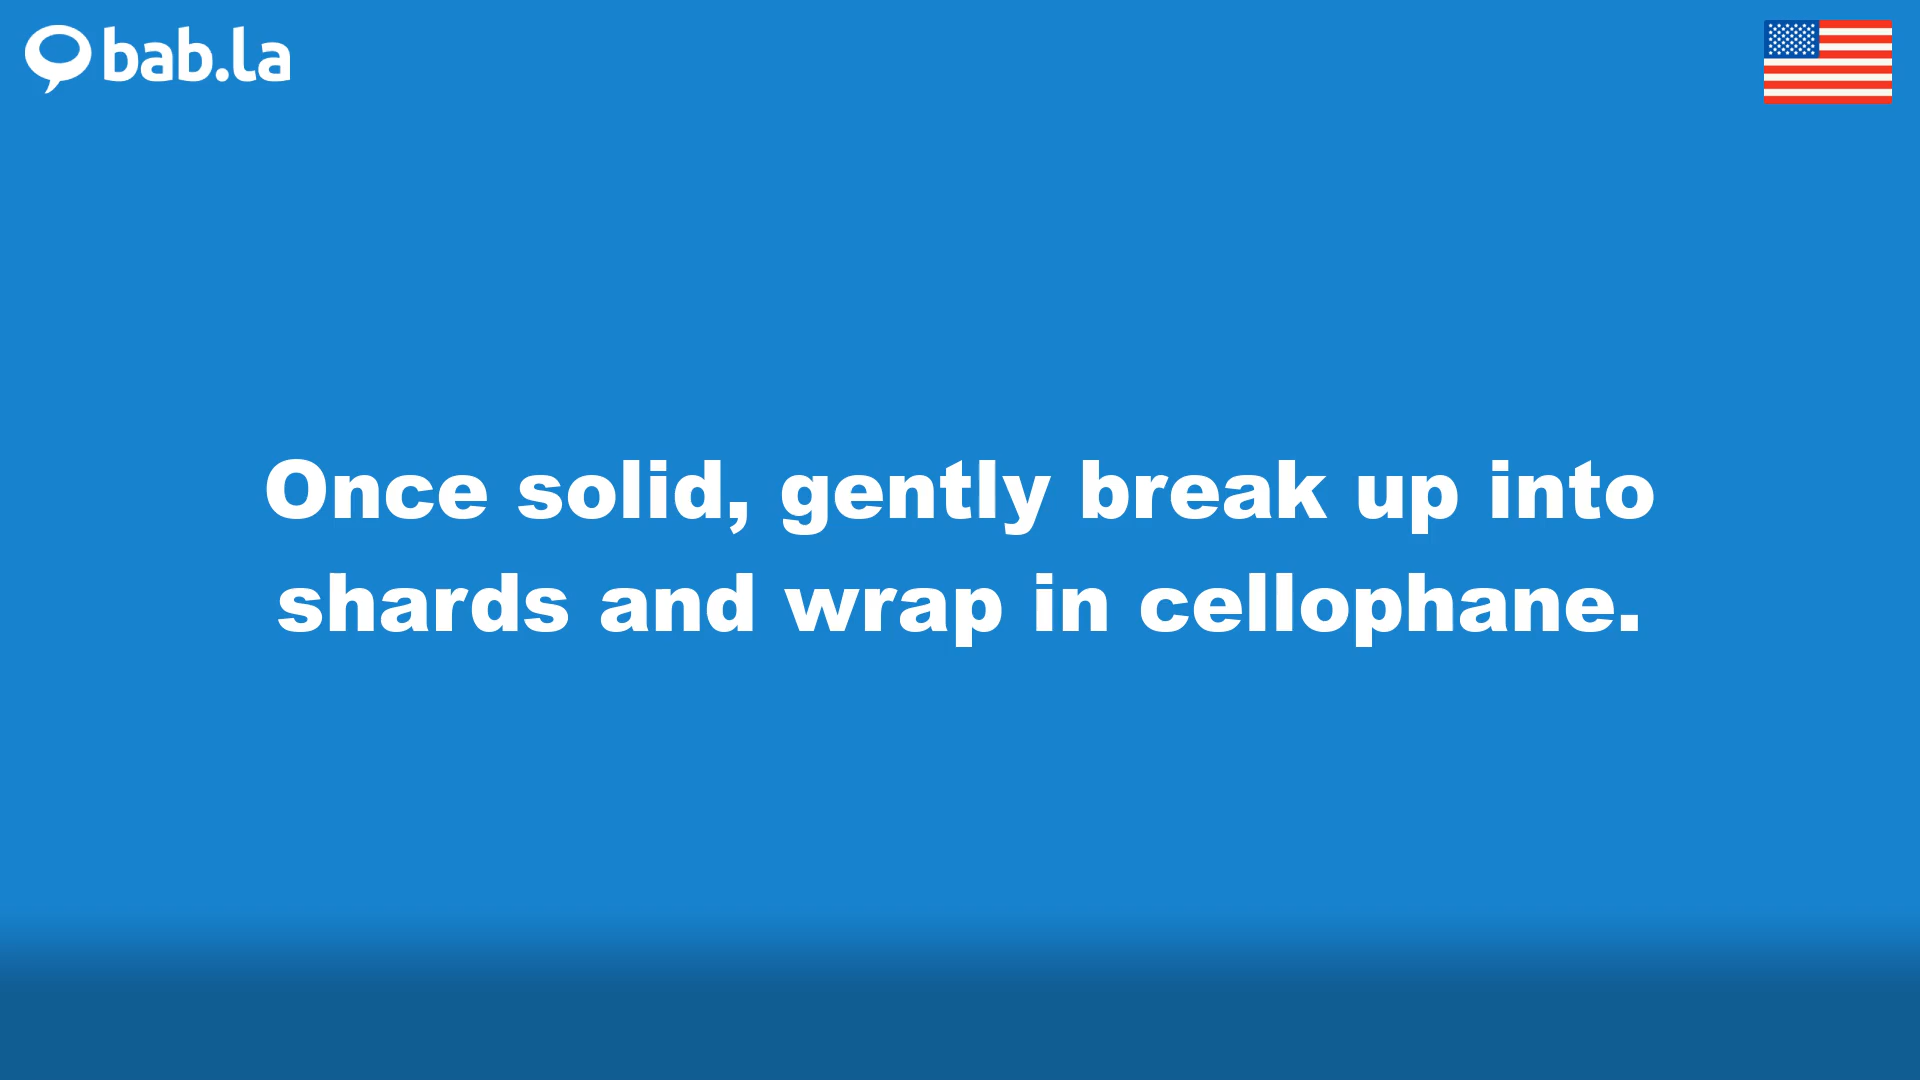 bab.la
Once solid, gently break up into
shards and wrap in cellophane.